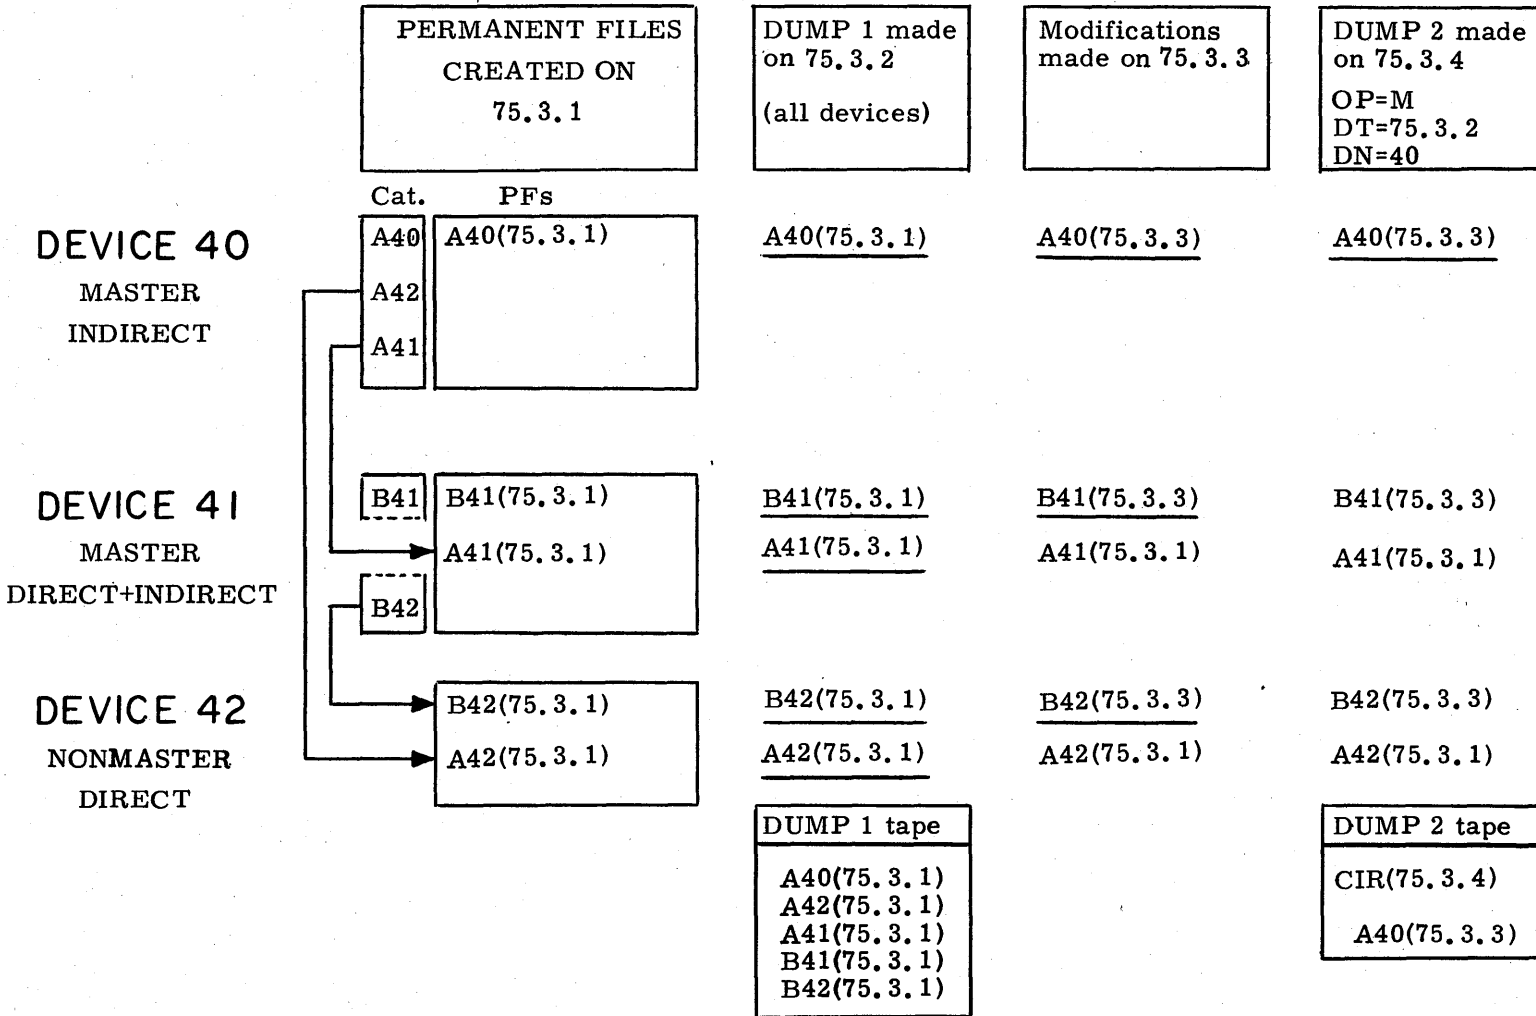 PERMANENT FILES
CREATED ON
75.3.1
DUMP 1 made
on 75.3.2
(all devices)
Modifications
made on 75.3.3
DUMP 2 made
on 75.3.4
OP=M
DT=75.3.2
DN=40
Cat. PFs
DEVICE 40
MASTER
INDIRECT
A40 A40(75.3.1) A40(75.3.1) A40(75.3.3) A40(75.3.3)
A42
A41
DEVICE 41
MASTER
DIRECT+INDIRECT
B41 B41(75.3.1) B41(75.3.1) B41(75.3.3) B41(75.3.3)
A41(75.3.1) A41(75.3.1) A41(75.3.1) A41(75.3.1)
B42
DEVICE 42
NONMASTER
DIRECT
B42(75.3.1) B42(75.3.1) B42(75.3.3) B42(75.3.3)
A42(75.3.1) A42(75.3.1) A42(75.3.1) A42(75.3.1)
DUMP 1 tape
A40(75.3.1)
A42(75.3.1)
A41(75.3.1)
B41(75.3.1)
B42(75.3.1)
DUMP 2 tape
CIR(75.3.4)
A40(75.3.3)